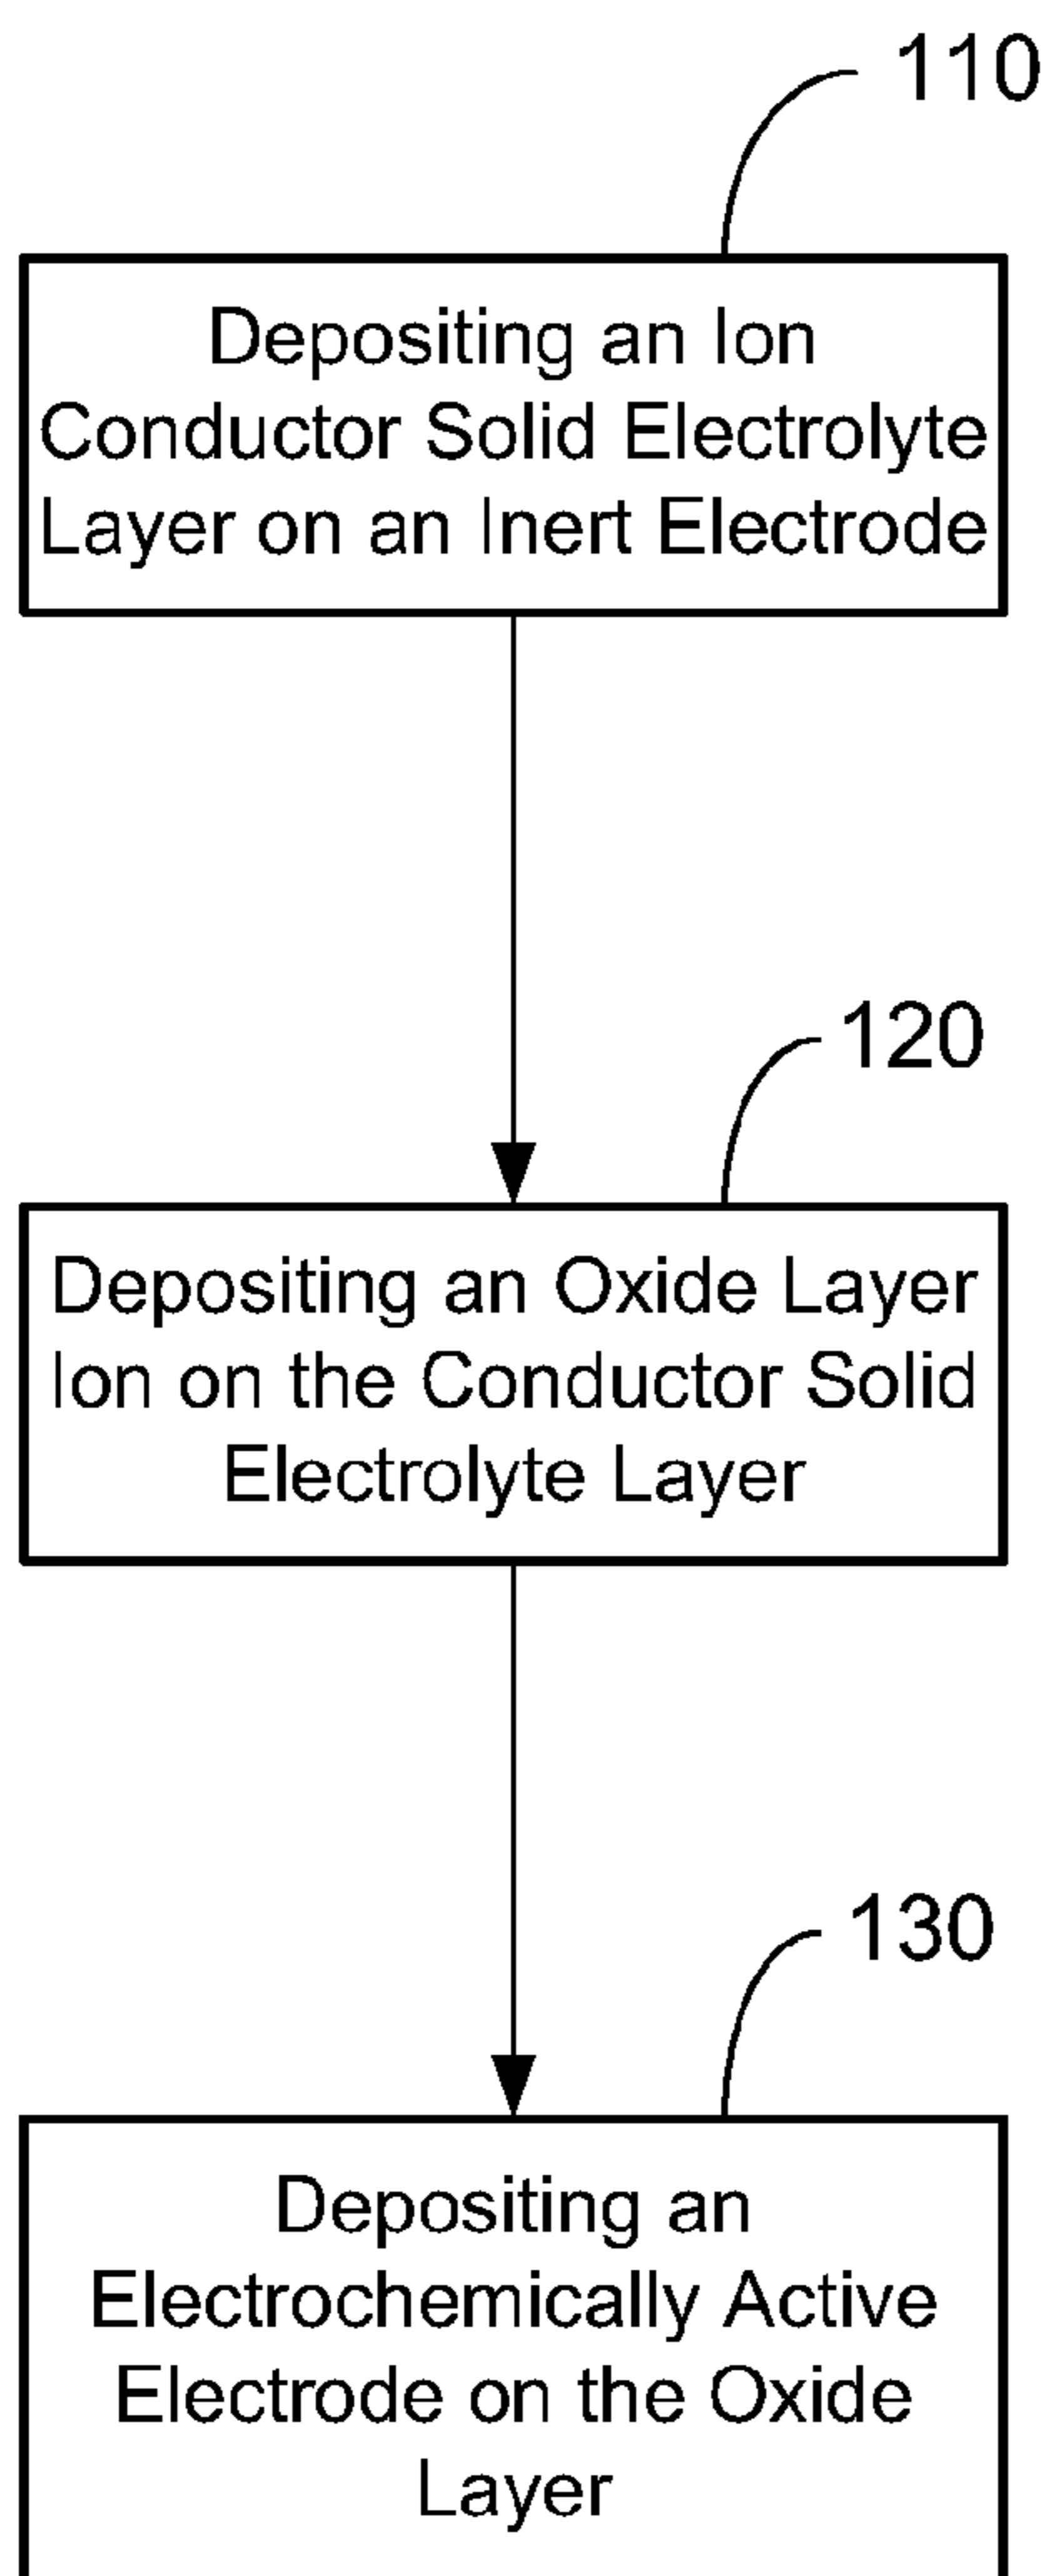 110
Depositing an Ion
Conductor Solid Electrolyte
Layer on an Inert Electrode
120
Depositing an Oxide Layer
Ion on the Conductor Solid
Electrolyte Layer
130
Depositing an
Electrochemically Active
Electrode on the Oxide
Layer